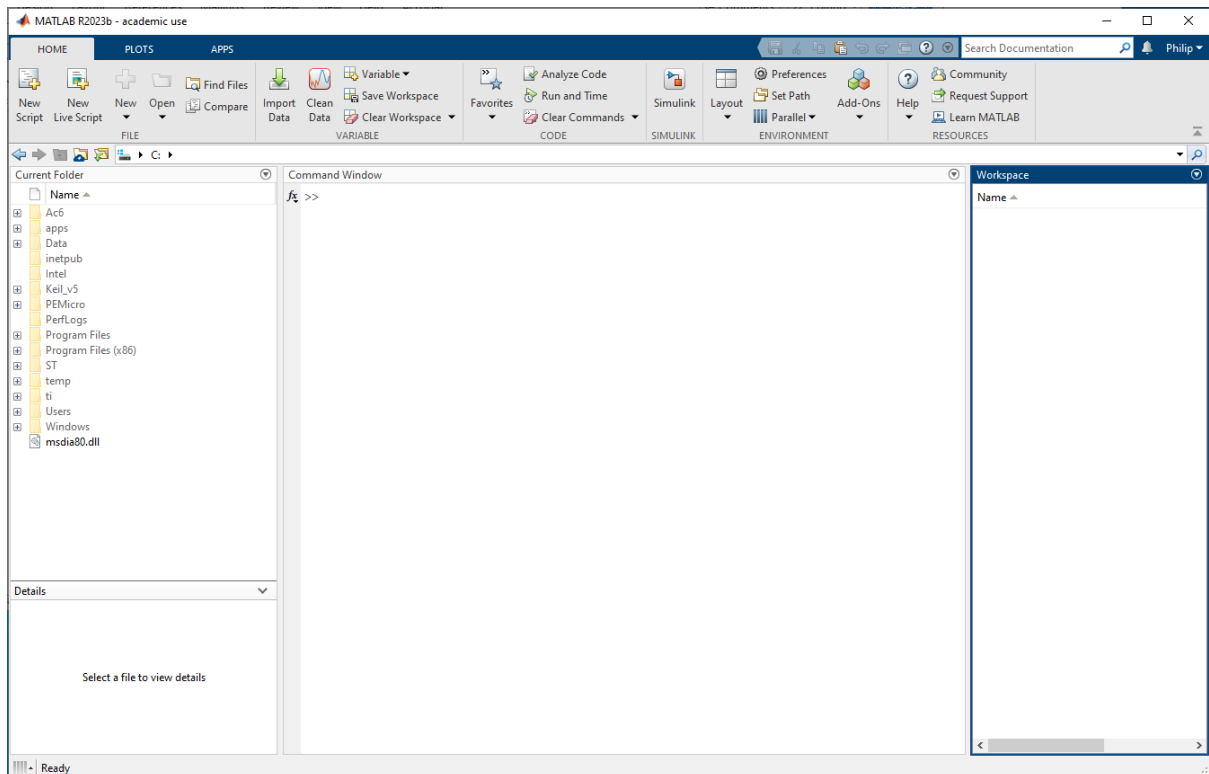 MATLAB R2023b - academic use
HOME PLOTS APPS
Search Documentation
Philip
New Script
New Live Script
New
Open
Find Files
Compare
FILE
Import Data
Clean Data
Variable
Save Workspace
Clear Workspace
VARIABLE
Favorites
Analyze Code
Run and Time
Clear Commands
CODE
Simulink
SIMULINK
Layout
Preferences
Set Path
Parallel
Add-Ons
ENVIRONMENT
Help
Community
Request Support
Learn MATLAB
RESOURCES
C:
Current Folder
Name
Ac6
apps
Data
inetpub
Intel
Keil_v5
PEMicro
PerfLogs
Program Files
Program Files (x86)
ST
temp
ti
Users
Windows
msdia80.dll
Details
Select a file to view details
Command Window
fx >>
Workspace
Name
Ready